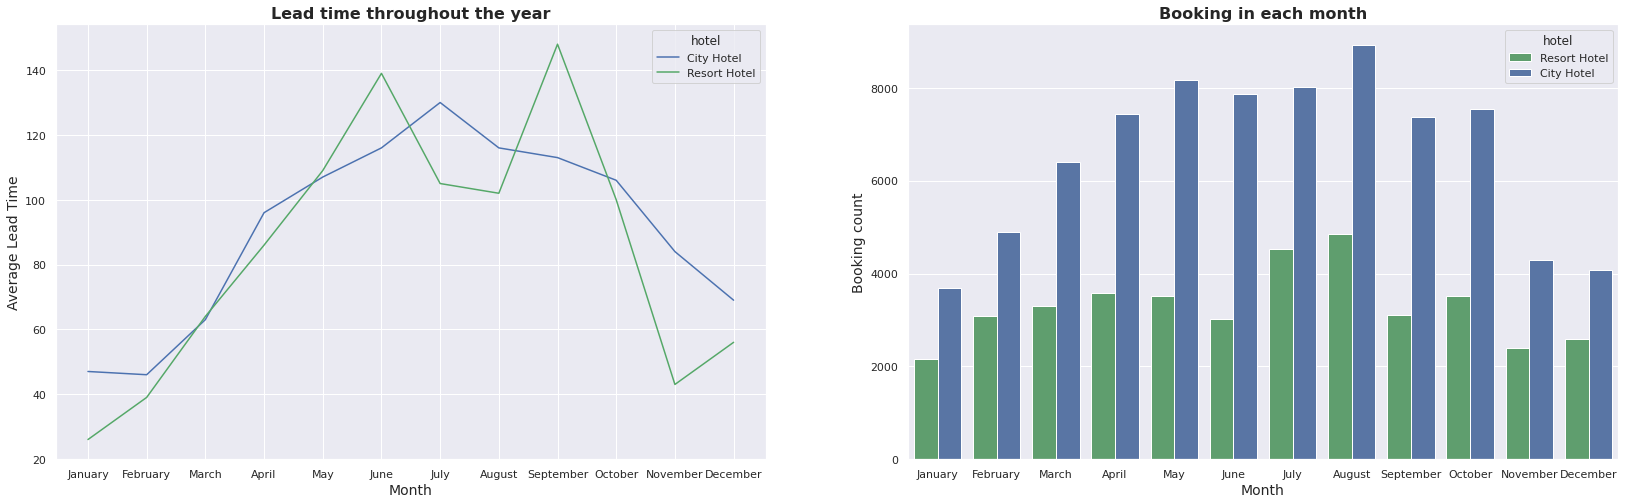 Lead time throughout the year
hotel
City Hotel
Resort Hotel
140
120
100
80
60
40
20
Average Lead Time
January February March April May June July August September October November December
Month
Booking in each month
hotel
Resort Hotel
City Hotel
8000
6000
4000
2000
0
Booking count
January February March April May June July August September October November December
Month